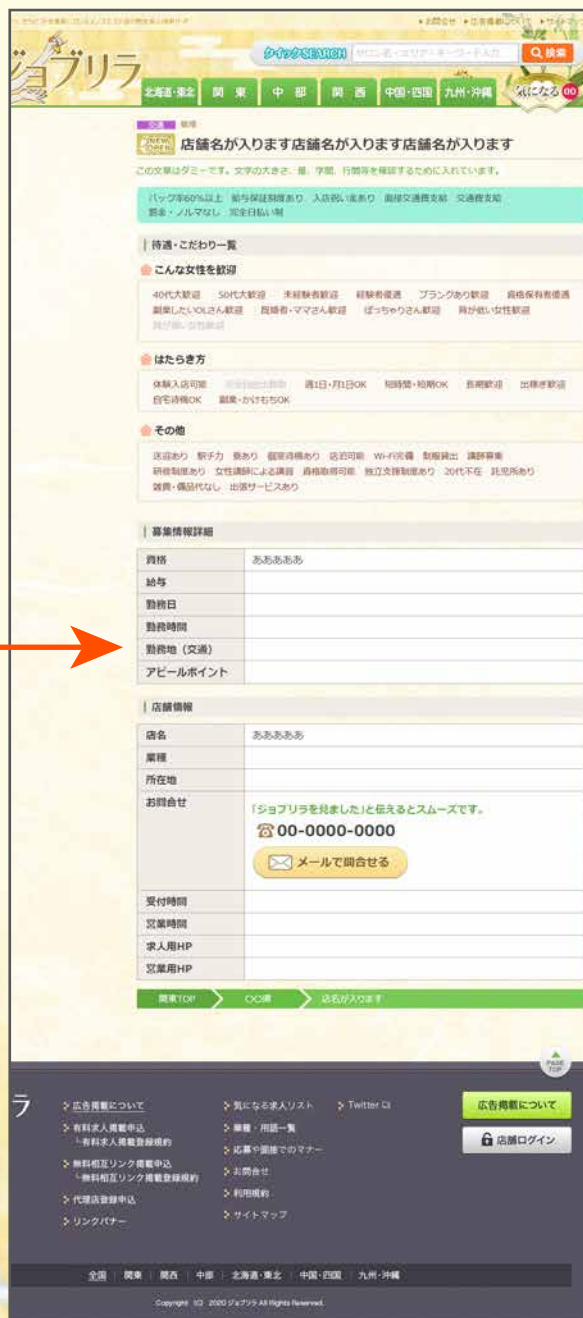 お問合せ
ジョブリラ
クイックSEARCH
検索
北海道・東北 関 東 中 部 関 西 中国・四国 九州・沖縄
気になる 00
NEW OPEN
店舗名が入ります店舗名が入ります店舗名が入ります
この文章はダミーです。文字の大きさ、量、字間、行間等を確認するために入れています。
バック率60%以上 給与保証制度あり 入店祝い金あり 面接交通費支給 交通費支給
罰金・ノルマなし 完全日払い制
待遇・こだわり一覧
こんな女性を歓迎
40代大歓迎 50代大歓迎 未経験者歓迎 経験者優遇 ブランクあり歓迎 資格保有者優遇
副業したいOLさん歓迎 既婚者・ママさん歓迎 ぽっちゃりさん歓迎 背が低い女性歓迎
背が高い女性歓迎
はたらき方
体験入店可能 週1日・月1日OK 短時間・短期OK 長期歓迎 出稼ぎ歓迎
自宅待機OK 副業・かけもちOK
その他
送迎あり 駅チカ 寮あり 個室待機あり 店泊可能 Wi-Fi完備 制服貸出 講師募集
研修制度あり 女性講師による講習 資格取得可能 独立支援制度あり 20代不在 託児所あり
雑費・備品代なし 出張サービスあり
募集情報詳細
資格 あああああ
給与
勤務日
勤務時間
勤務地（交通）
アピールポイント
店舗情報
店名 あああああ
業種
所在地
お問合せ
「ジョブリラを見ました」と伝えるとスムーズです。
00-0000-0000
メールで問合せる
受付時間
営業時間
求人用HP
営業用HP
関東TOP 〇〇県 店名が入ります
PAGE TOP
ラ
広告掲載について 気になる求人リスト Twitter 広告掲載について
有料求人掲載申込 業種・用語一覧
└有料求人掲載登録規約 応募や面接でのマナー 店舗ログイン
無料相互リンク掲載申込 お問合せ
└無料相互リンク掲載登録規約 利用規約
代理店登録申込 サイトマップ
リンクバナー
全国 関東 関西 中部 北海道・東北 中国・四国 九州・沖縄
Copyright (C) 2020 ジョブリラ All Rights Reserved.